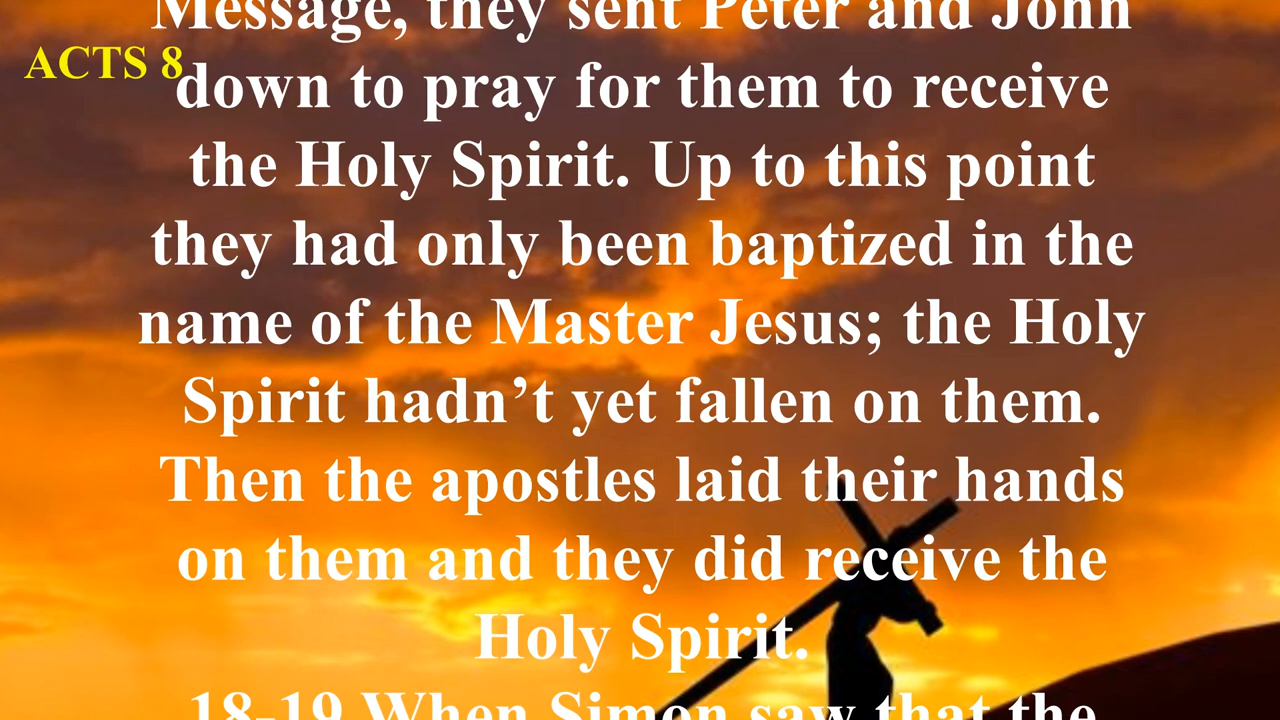 Message, they sent Peter and John
ACTS 8
down to pray for them to receive
the Holy Spirit. Up to this point
they had only been baptized in the
name of the Master Jesus; the Holy
Spirit hadn’t yet fallen on them.
Then the apostles laid their hands
on them and they did receive the
Holy Spirit.
18-19 When Simon saw that the